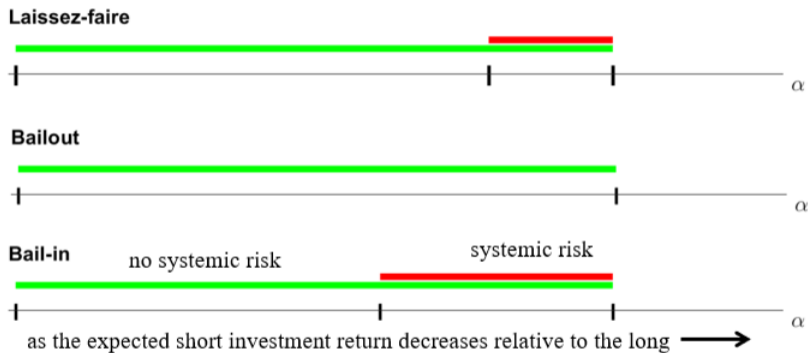 Laissez-faire
α
Bailout
α
Bail-in
no systemic risk
systemic risk
α
as the expected short investment return decreases relative to the long